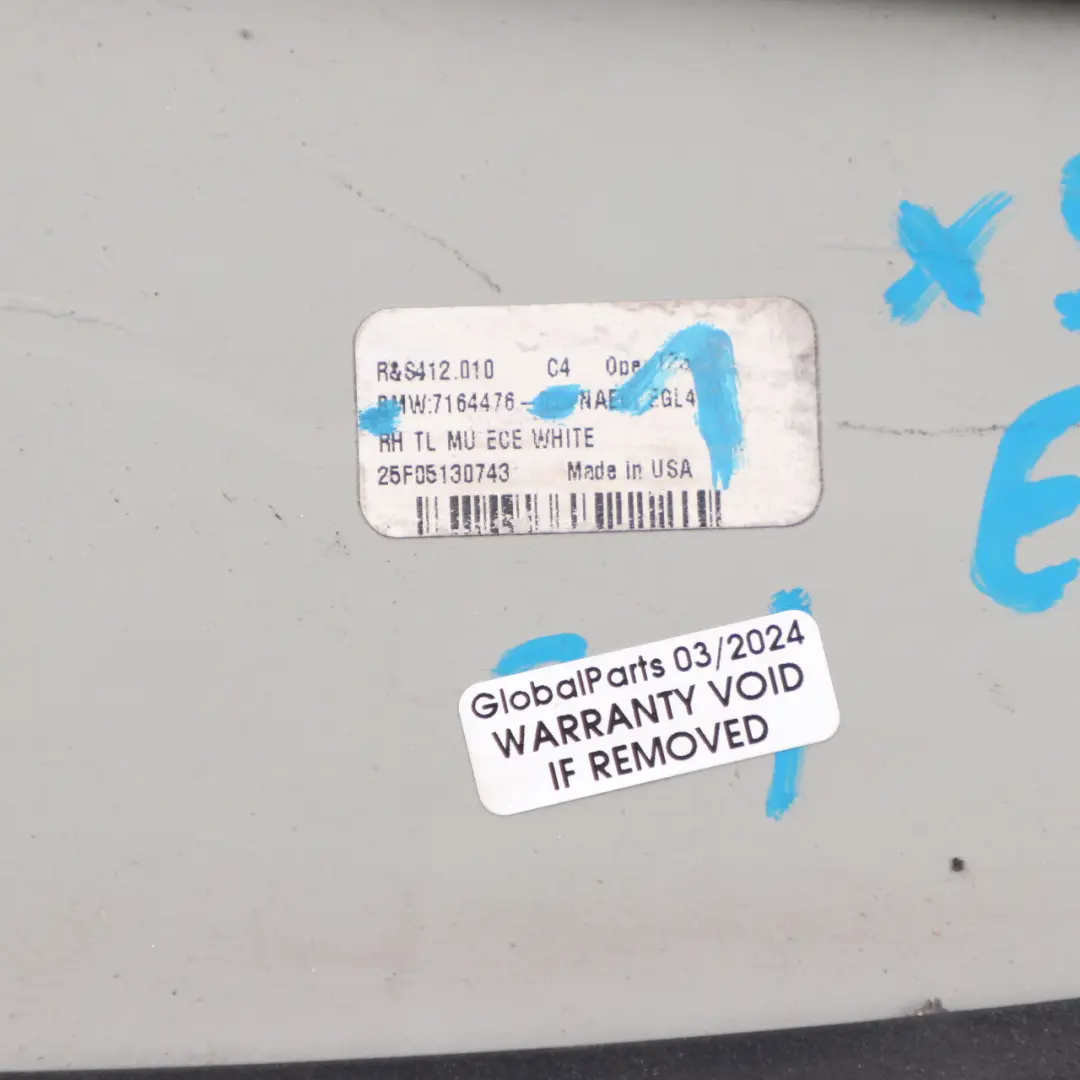 R&S412.010 C4
BMW:7164476-
RH TL MU ECE WHITE
25F05130743 Made in USA
GlobalParts 03/2024
WARRANTY VOID
IF REMOVED